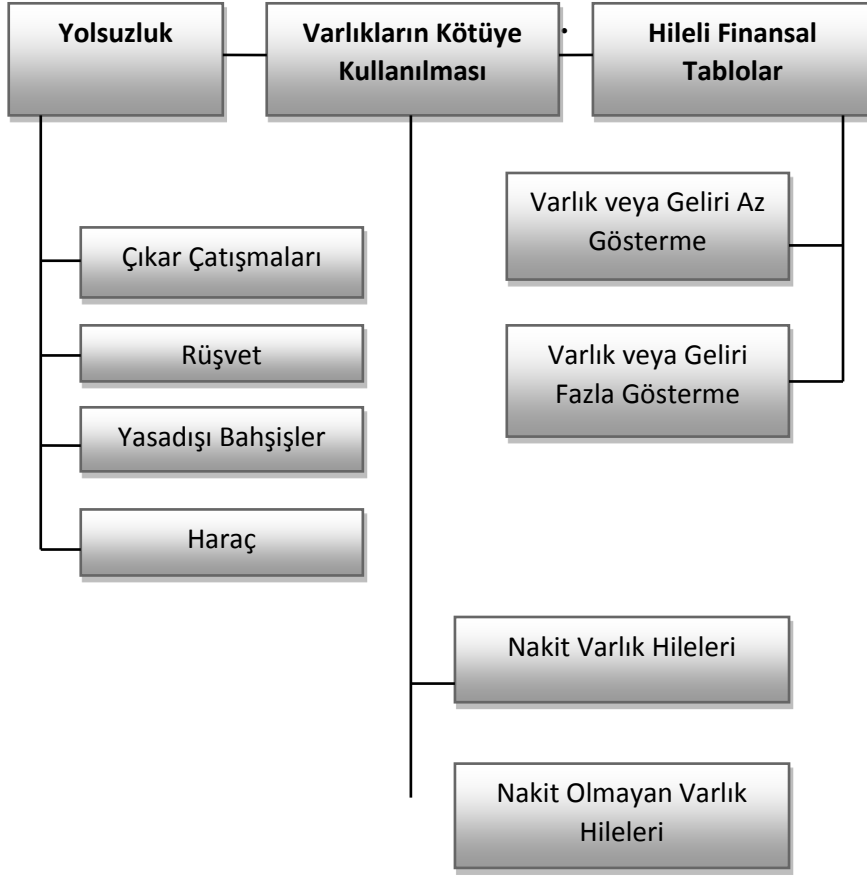 Yolsuzluk
Varlıkların Kötüye
Kullanılması
.
Hileli Finansal
Tablolar
Çıkar Çatışmaları
Rüşvet
Yasadışı Bahşişler
Haraç
Varlık veya Geliri Az
Gösterme
Varlık veya Geliri
Fazla Gösterme
Nakit Varlık Hileleri
Nakit Olmayan Varlık
Hileleri